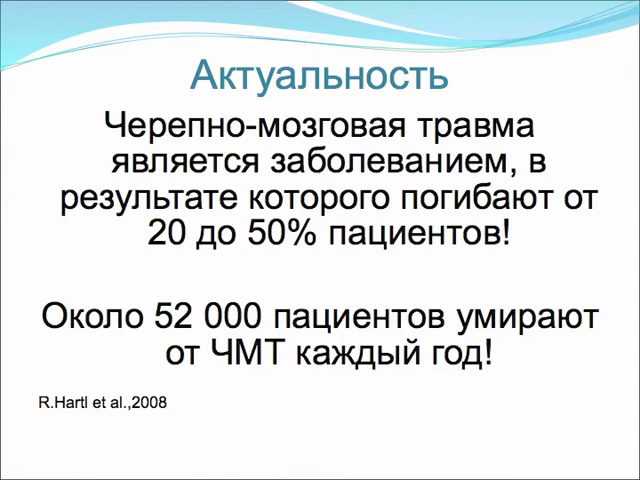 Актуальность
Черепно-мозговая травма
является заболеванием, в
результате которого погибают от
20 до 50% пациентов!
Около 52 000 пациентов умирают
от ЧМТ каждый год!
R.Hartl et al.,2008